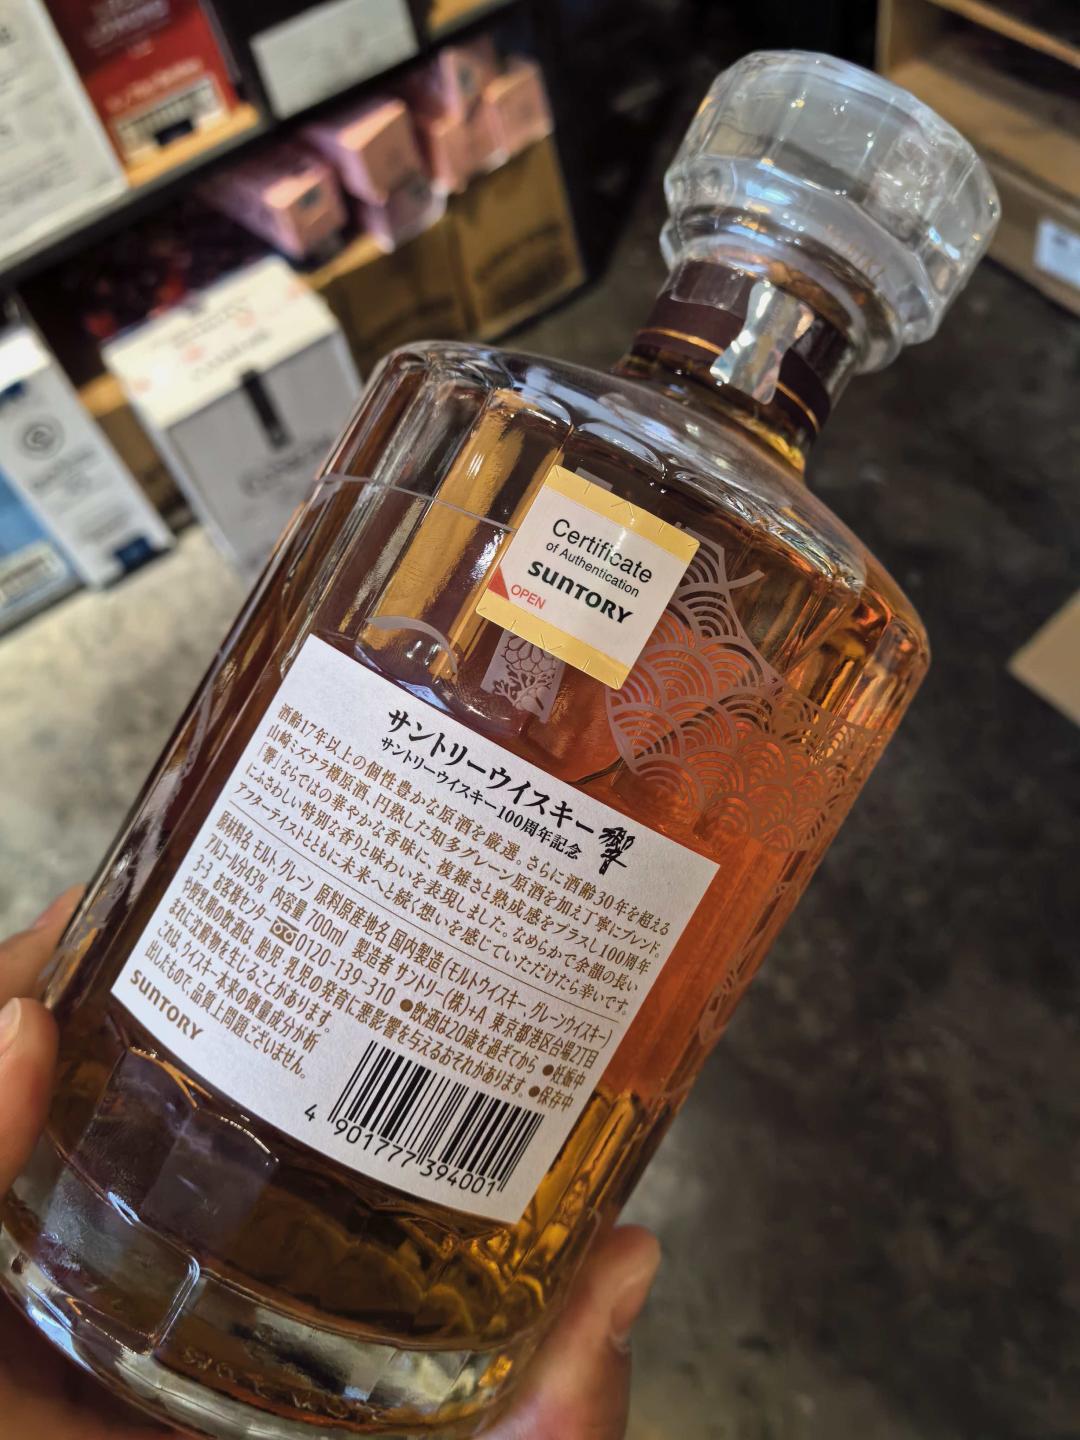 Certificate
of Authentication
SUNTORY
OPEN
サントリーウイスキー 響
サントリーウイスキー100周年記念
酒齢17年以上の個性豊かな原酒を厳選。さらに酒齢30年を超える
山崎ミズナラ樽原酒、円熟した知多グレーン原酒を加え丁寧にブレンド。
「響」ならではの華やかな香味に、複雑さと熟成感をプラスし100周年
にふさわしい特別な香りと味わいを表現しました。なめらかで余韻の長い
アフターテイストとともに未来へと続く想いを感じていただけたら幸いです。
原材料名 モルト、グレーン 原料原産地名 国内製造(モルトウイスキー、グレーンウイスキー)
アルコール分43% 内容量 700ml 製造者 サントリー(株)+A 東京都港区台場2丁目
3-3 お客様センター 0120-139-310 ●飲酒は20歳を過ぎてから ●妊娠中
や授乳期の飲酒は、胎児・乳児の発育に悪影響を与えるおそれがあります。●保存中
まれに沈殿物を生じることがあります。
これは、ウイスキー本来の微量成分が析
出したもので、品質上問題ございません。
SUNTORY
4 901777 394001